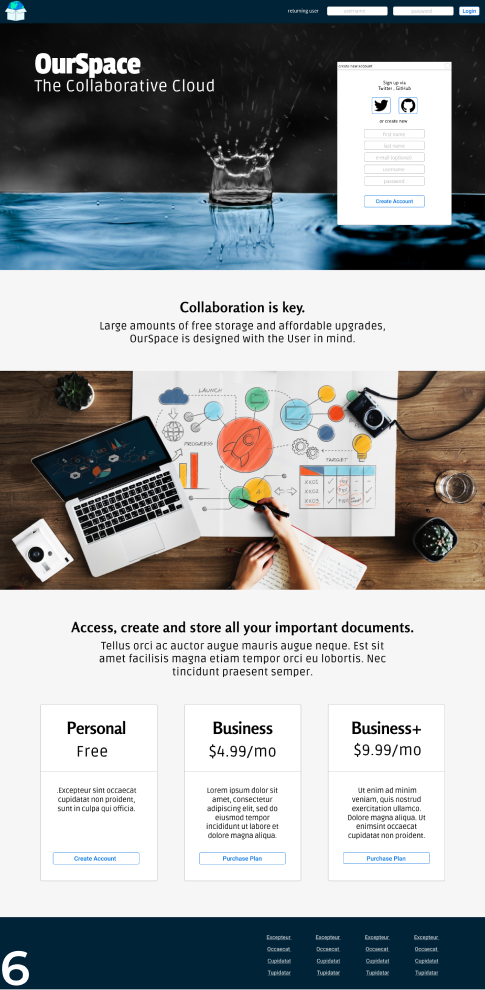 returning user
username
password
Login
OurSpace
The Collaborative Cloud
create new account
Sign up via
Twitter , GitHub
or create new
first name
last name
e-mail (optional)
username
password
Create Account
Collaboration is key.
Large amounts of free storage and affordable upgrades,
OurSpace is designed with the User in mind.
LAUNCH
PROGRESS
TARGET
XX01
XX02
XX03
Access, create and store all your important documents.
Tellus orci ac auctor augue mauris augue neque. Est sit
amet facilisis magna etiam tempor orci eu lobortis. Nec
tincidunt praesent semper.
Personal
Free
.Excepteur sint occaecat
cupidatat non proident,
sunt in culpa qui officia.
Create Account
Business
$4.99/mo
Lorem ipsum dolor sit
amet, consectetur
adipiscing elit, sed do
eiusmod tempor
incididunt ut labore et
dolore magna aliqua.
Purchase Plan
Business+
$9.99/mo
Ut enim ad minim
veniam, quis nostrud
exercitation ullamco.
Dolore magna aliqua. Ut
enimsint occaecat
cupidatat non proident.
Purchase Plan
Excepteur Excepteur Excepteur Excepteur
Occaecat Occaecat Occaecat Occaecat
Cupidatat Cupidatat Cupidatat Cupidatat
Tupidatar Tupidatar Tupidatar Tupidatar
6